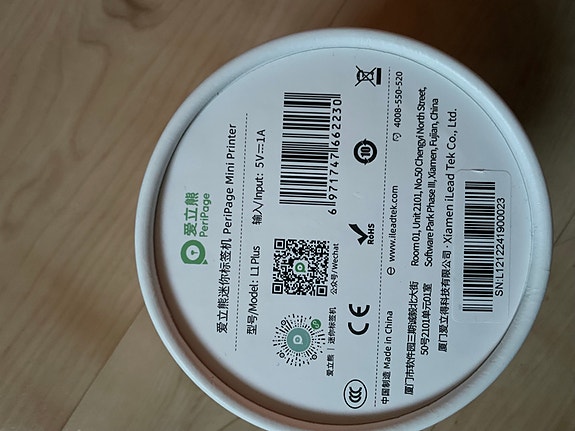 爱立熊
PeriPage
爱立熊迷你标签机 PeriPage Mini Printer
型号/Model: L1 Plus
输入/Input: 5V⎓1A
6 971747 662230
公众号/Wechat
爱立熊 | 迷你标签机
P
10
RoHS
CE
CCC
中国制造 Made in China
www.ileadtek.com
4008-550-520
厦门市软件园三期诚毅北大街
50号2101单元01室
Room 01, Unit 2101, No.50 Chengyi North Street,
Software Park Phase III, Xiamen, Fujian, China
厦门爱立得科技有限公司 · Xiamen iLead Tek Co., Ltd.
SN:L1212241900023